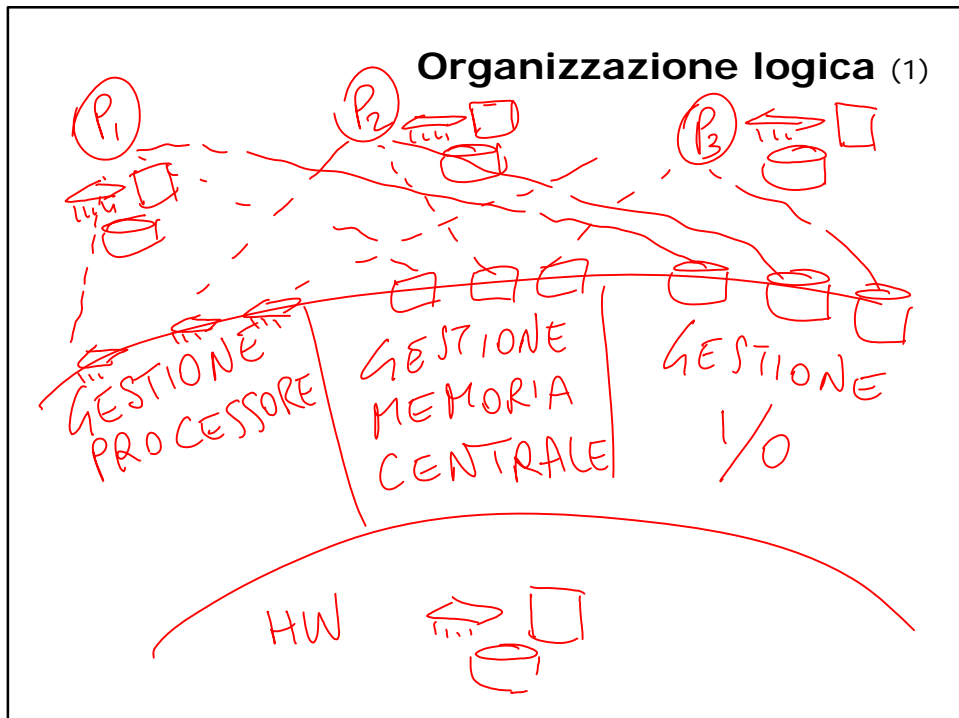 Organizzazione logica (1)
P1
P2
P3
GESTIONE
PROCESSORE
GESTIONE
MEMORIA
CENTRALE
GESTIONE
I/O
HW